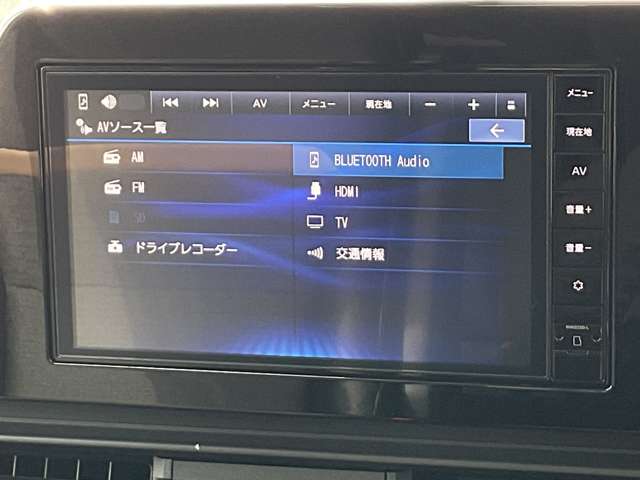 AV メニュー 現在地 − +
AVソース一覧
AM
BLUETOOTH Audio
FM
HDMI
SD
TV
ドライブレコーダー
交通情報
メニュー
現在地
AV
音量+
音量−